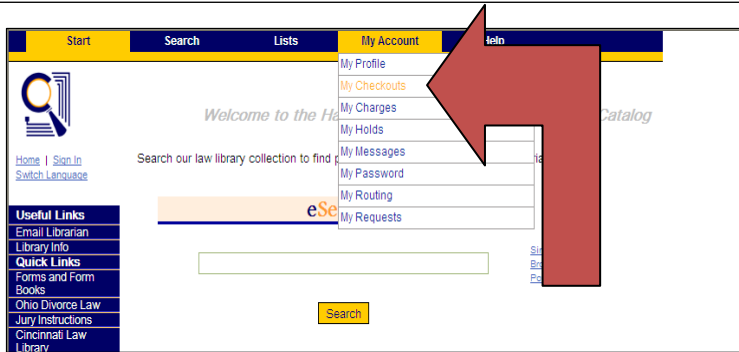 Start Search Lists My Account Help
My Profile
My Checkouts
My Charges
My Holds
My Messages
My Password
My Routing
My Requests
Welcome to the Catalog
Home | Sign In
Switch Language
Search our law library collection to find
eSe
Useful Links
Email Librarian
Library Info
Quick Links
Forms and Form
Books
Ohio Divorce Law
Jury Instructions
Cincinnati Law
Library
Search